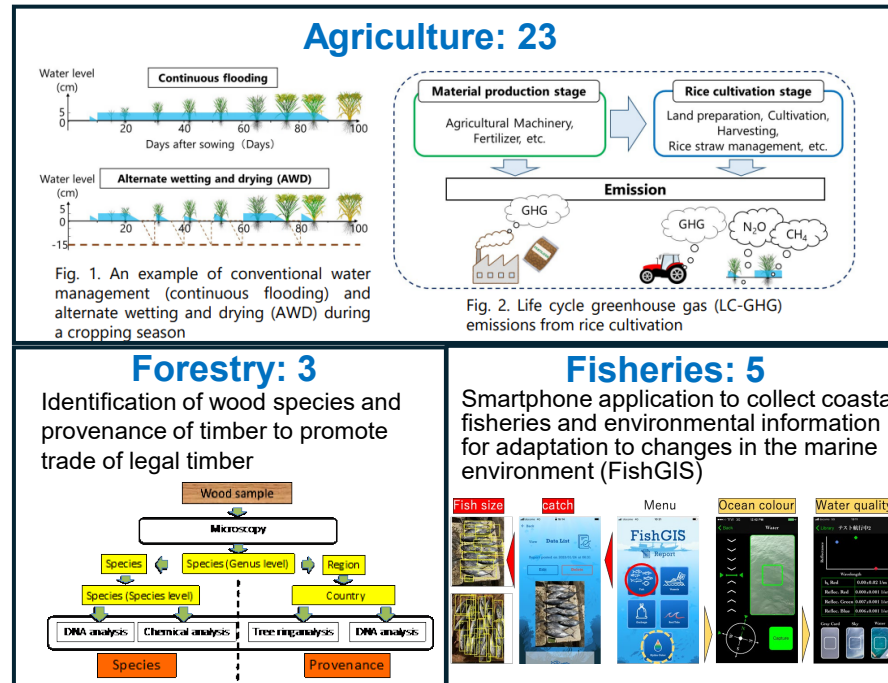 Agriculture: 23
Water level
(cm)
Continuous flooding
5
0
20
40
60
80
100
Days after sowing (Days)
Water level
(cm)
Alternate wetting and drying (AWD)
5
0
-15
20
40
60
80
100
Fig. 1. An example of conventional water
management (continuous flooding) and
alternate wetting and drying (AWD) during
a cropping season
Material production stage
Agricultural Machinery,
Fertilizer, etc.
Rice cultivation stage
Land preparation, Cultivation,
Harvesting,
Rice straw management, etc.
Emission
GHG
GHG
N2O
CH4
Fig. 2. Life cycle greenhouse gas (LC-GHG)
emissions from rice cultivation
Forestry: 3
Identification of wood species and
provenance of timber to promote
trade of legal timber
Wood sample
Microscopy
Species
Species (Genus level)
Region
Species (Species level)
Country
DNA analysis
Chemical analysis
Tree ring analysis
DNA analysis
Species
Provenance
Fisheries: 5
Smartphone application to collect coasta
fisheries and environmental information
for adaptation to changes in the marine
environment (FishGIS)
Fish size
catch
Menu
Ocean colour
Water quality
Data List
FishGIS
Report
Water
Wavelength
Gray Card
Sky
Water